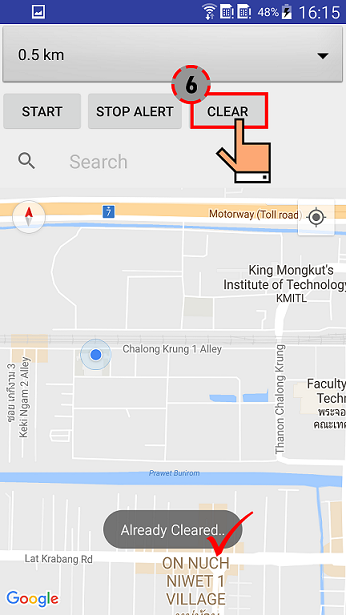 48% 16:15
0.5 km
6
START STOP ALERT CLEAR
Search
7
Motorway (Toll road)
King Mongkut's
Institute of Technology
KMITL
Chalong Krung 1 Alley
ซอย เกกีงาม 3
Keki Ngam 2 Alley
Thanon Chalong Krung
Faculty
Techn
พระจอ
คณะเท
Prawet Burirom
Already Cleared..
Lat Krabang Rd
ON NUCH
NIWET 1
VILLAGE
Google